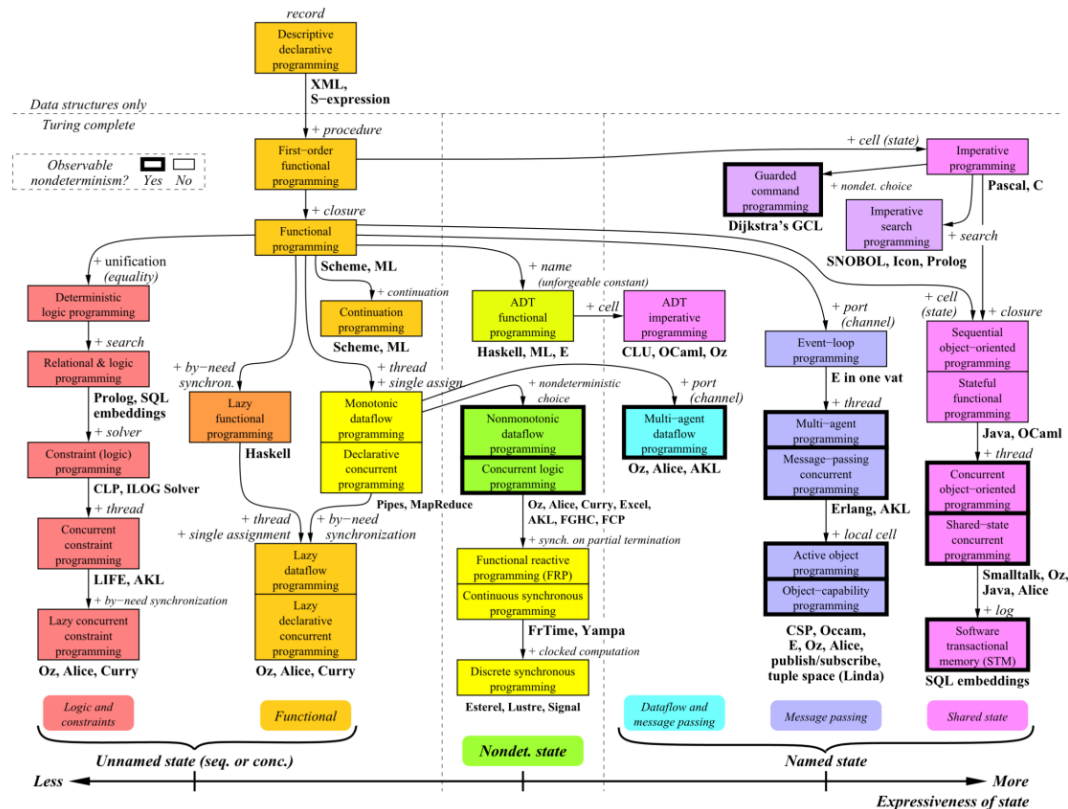 record
Descriptive
declarative
programming
XML,
S−expression
Data structures only
Turing complete
+ procedure
Observable
nondeterminism?
Yes
No
First−order
functional
programming
+ cell (state)
Imperative
programming
Pascal, C
Guarded
command
programming
+ nondet. choice
Dijkstra's GCL
Imperative
search
programming
+ search
SNOBOL, Icon, Prolog
+ closure
Functional
programming
Scheme, ML
+ unification
(equality)
+ continuation
Continuation
programming
Scheme, ML
+ name
(unforgeable constant)
ADT
functional
programming
Haskell, ML, E
+ cell
ADT
imperative
programming
CLU, OCaml, Oz
+ port
(channel)
Event−loop
programming
E in one vat
+ cell
(state)
+ closure
Sequential
object−oriented
programming
Stateful
functional
programming
Java, OCaml
Deterministic
logic programming
+ search
Relational & logic
programming
Prolog, SQL
embeddings
+ solver
Constraint (logic)
programming
CLP, ILOG Solver
+ thread
Concurrent
constraint
programming
LIFE, AKL
+ by−need synchronization
Lazy concurrent
constraint
programming
Oz, Alice, Curry
+ by−need
synchron.
Lazy
functional
programming
Haskell
+ thread
+ single assign.
Monotonic
dataflow
programming
Declarative
concurrent
programming
Pipes, MapReduce
+ thread
+ single assignment
+ by−need
synchronization
Lazy
dataflow
programming
Lazy
declarative
concurrent
programming
Oz, Alice, Curry
+ nondeterministic
choice
Nonmonotonic
dataflow
programming
Concurrent logic
programming
Oz, Alice, Curry, Excel,
AKL, FGHC, FCP
+ synch. on partial termination
Functional reactive
programming (FRP)
Continuous synchronous
programming
FrTime, Yampa
+ clocked computation
Discrete synchronous
programming
Esterel, Lustre, Signal
+ port
(channel)
Multi−agent
dataflow
programming
Oz, Alice, AKL
+ thread
Multi−agent
programming
Message−passing
concurrent
programming
Erlang, AKL
+ local cell
Active object
programming
Object−capability
programming
CSP, Occam,
E, Oz, Alice,
publish/subscribe,
tuple space (Linda)
+ thread
Concurrent
object−oriented
programming
Shared−state
concurrent
programming
Smalltalk, Oz,
Java, Alice
+ log
Software
transactional
memory (STM)
SQL embeddings
Logic and
constraints
Functional
Nondet. state
Dataflow and
message passing
Message passing
Shared state
Unnamed state (seq. or conc.)
Named state
Less
More
Expressiveness of state